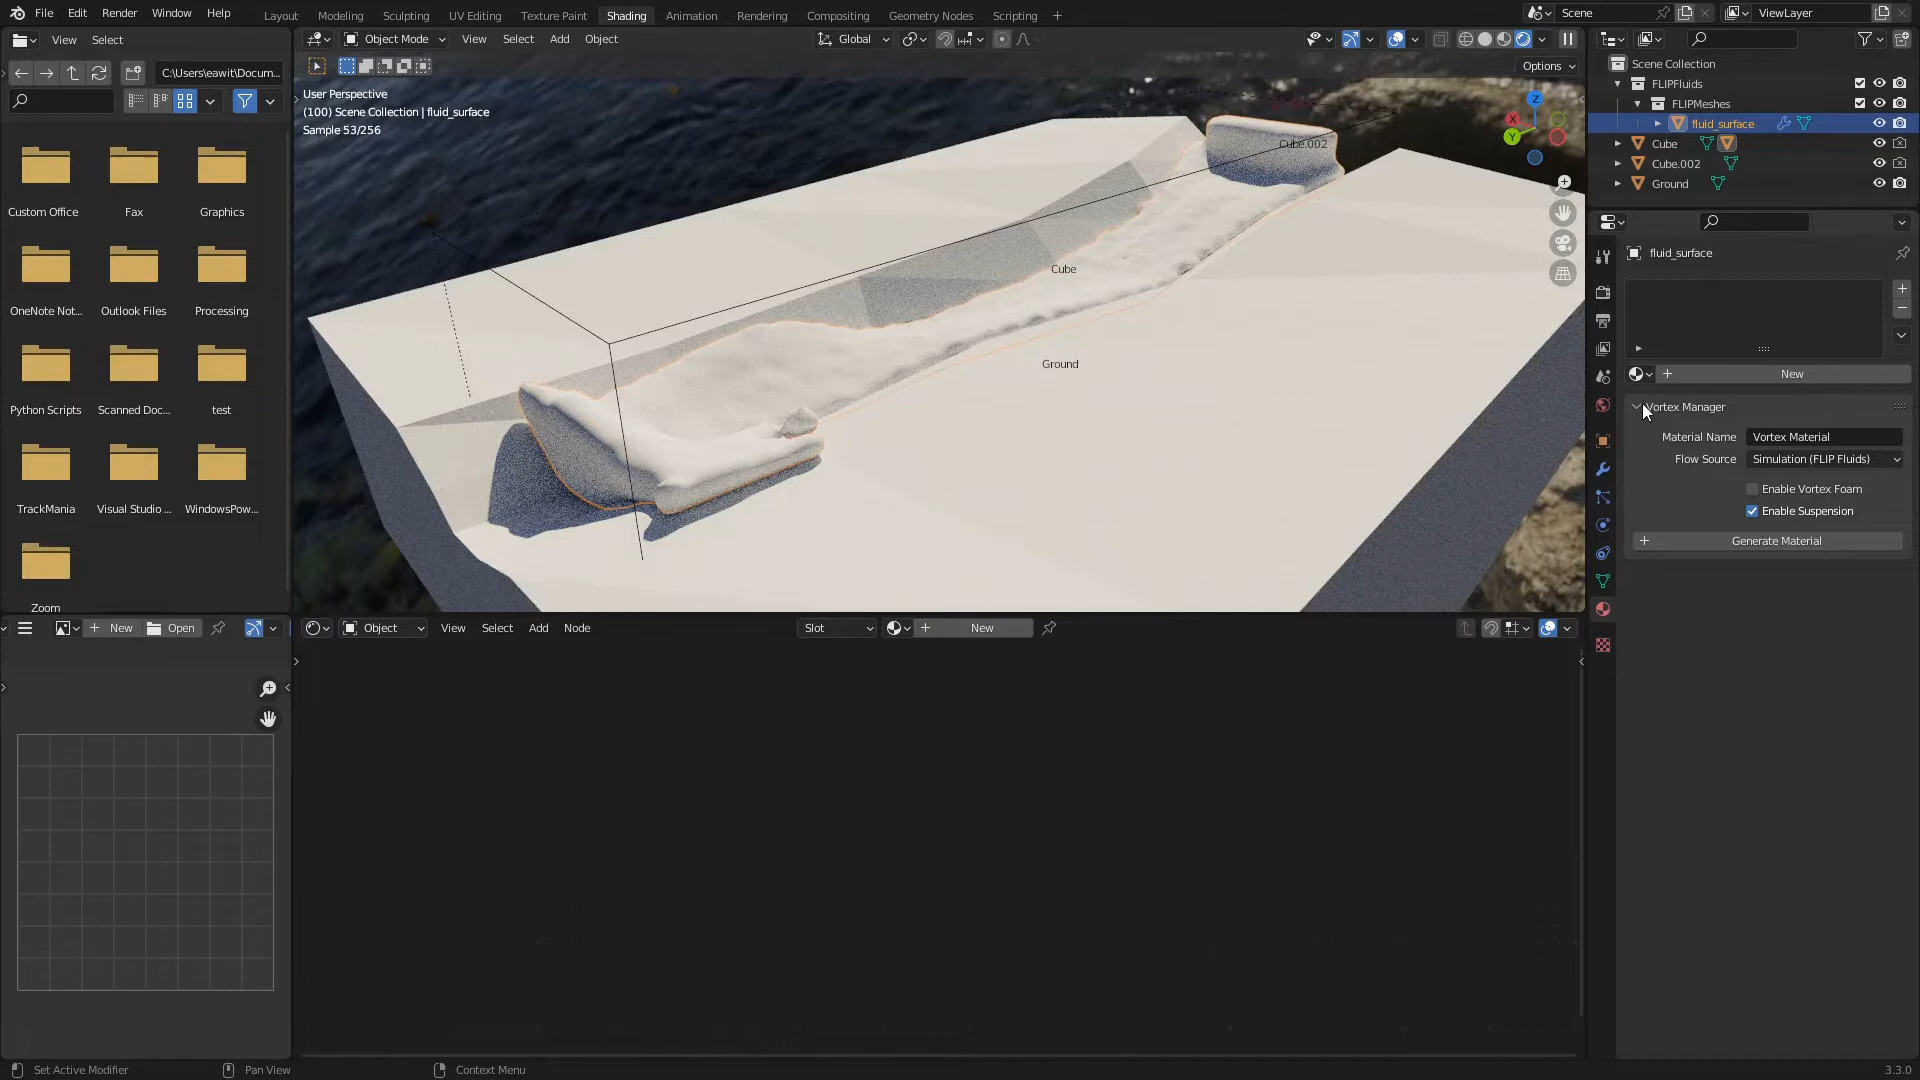 File Edit Render Window Help
Layout Modeling Sculpting UV Editing Texture Paint Shading Animation Rendering Compositing Geometry Nodes Scripting
Scene
ViewLayer
View Select
C:\Users\eawit\Docum...
Custom Office
Fax
Graphics
OneNote Not...
Outlook Files
Processing
Python Scripts
Scanned Doc...
test
TrackMania
Visual Studio ...
WindowsPow...
Zoom
Object Mode View Select Add Object
Global
Options
User Perspective
(100) Scene Collection | fluid_surface
Sample 53/256
Cube.002
Cube
Ground
Z
X
Y
Scene Collection
FLIPFluids
FLIPMeshes
fluid_surface
Cube
Cube.002
Ground
fluid_surface
New
Vortex Manager
Material Name Vortex Material
Flow Source Simulation (FLIP Fluids)
Enable Vortex Foam
Enable Suspension
Generate Material
New Open
Object View Select Add Node
Slot
New
Set Active Modifier
Pan View
Context Menu
3.3.0